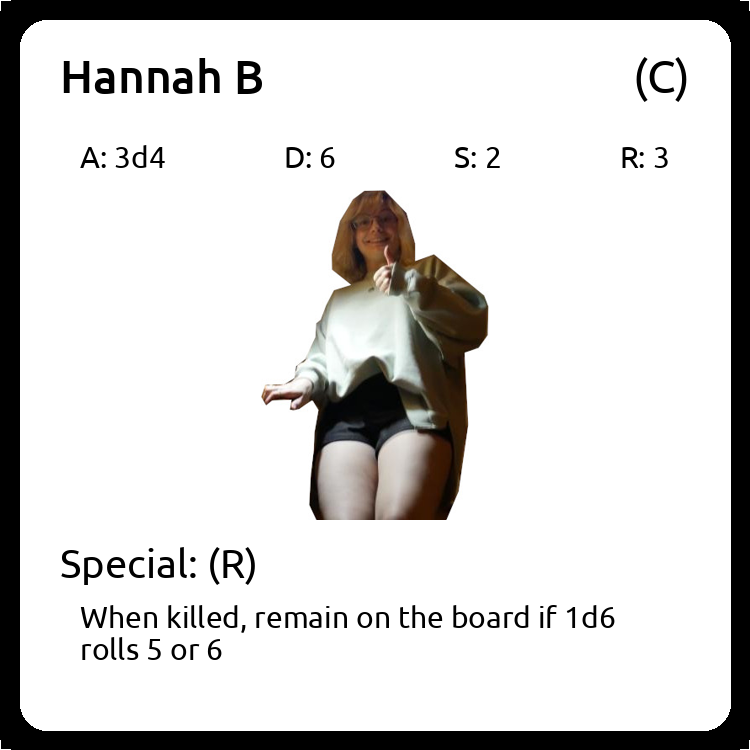 Hannah B (C)
A: 3d4 D: 6 S: 2 R: 3
Special: (R)
When killed, remain on the board if 1d6
rolls 5 or 6